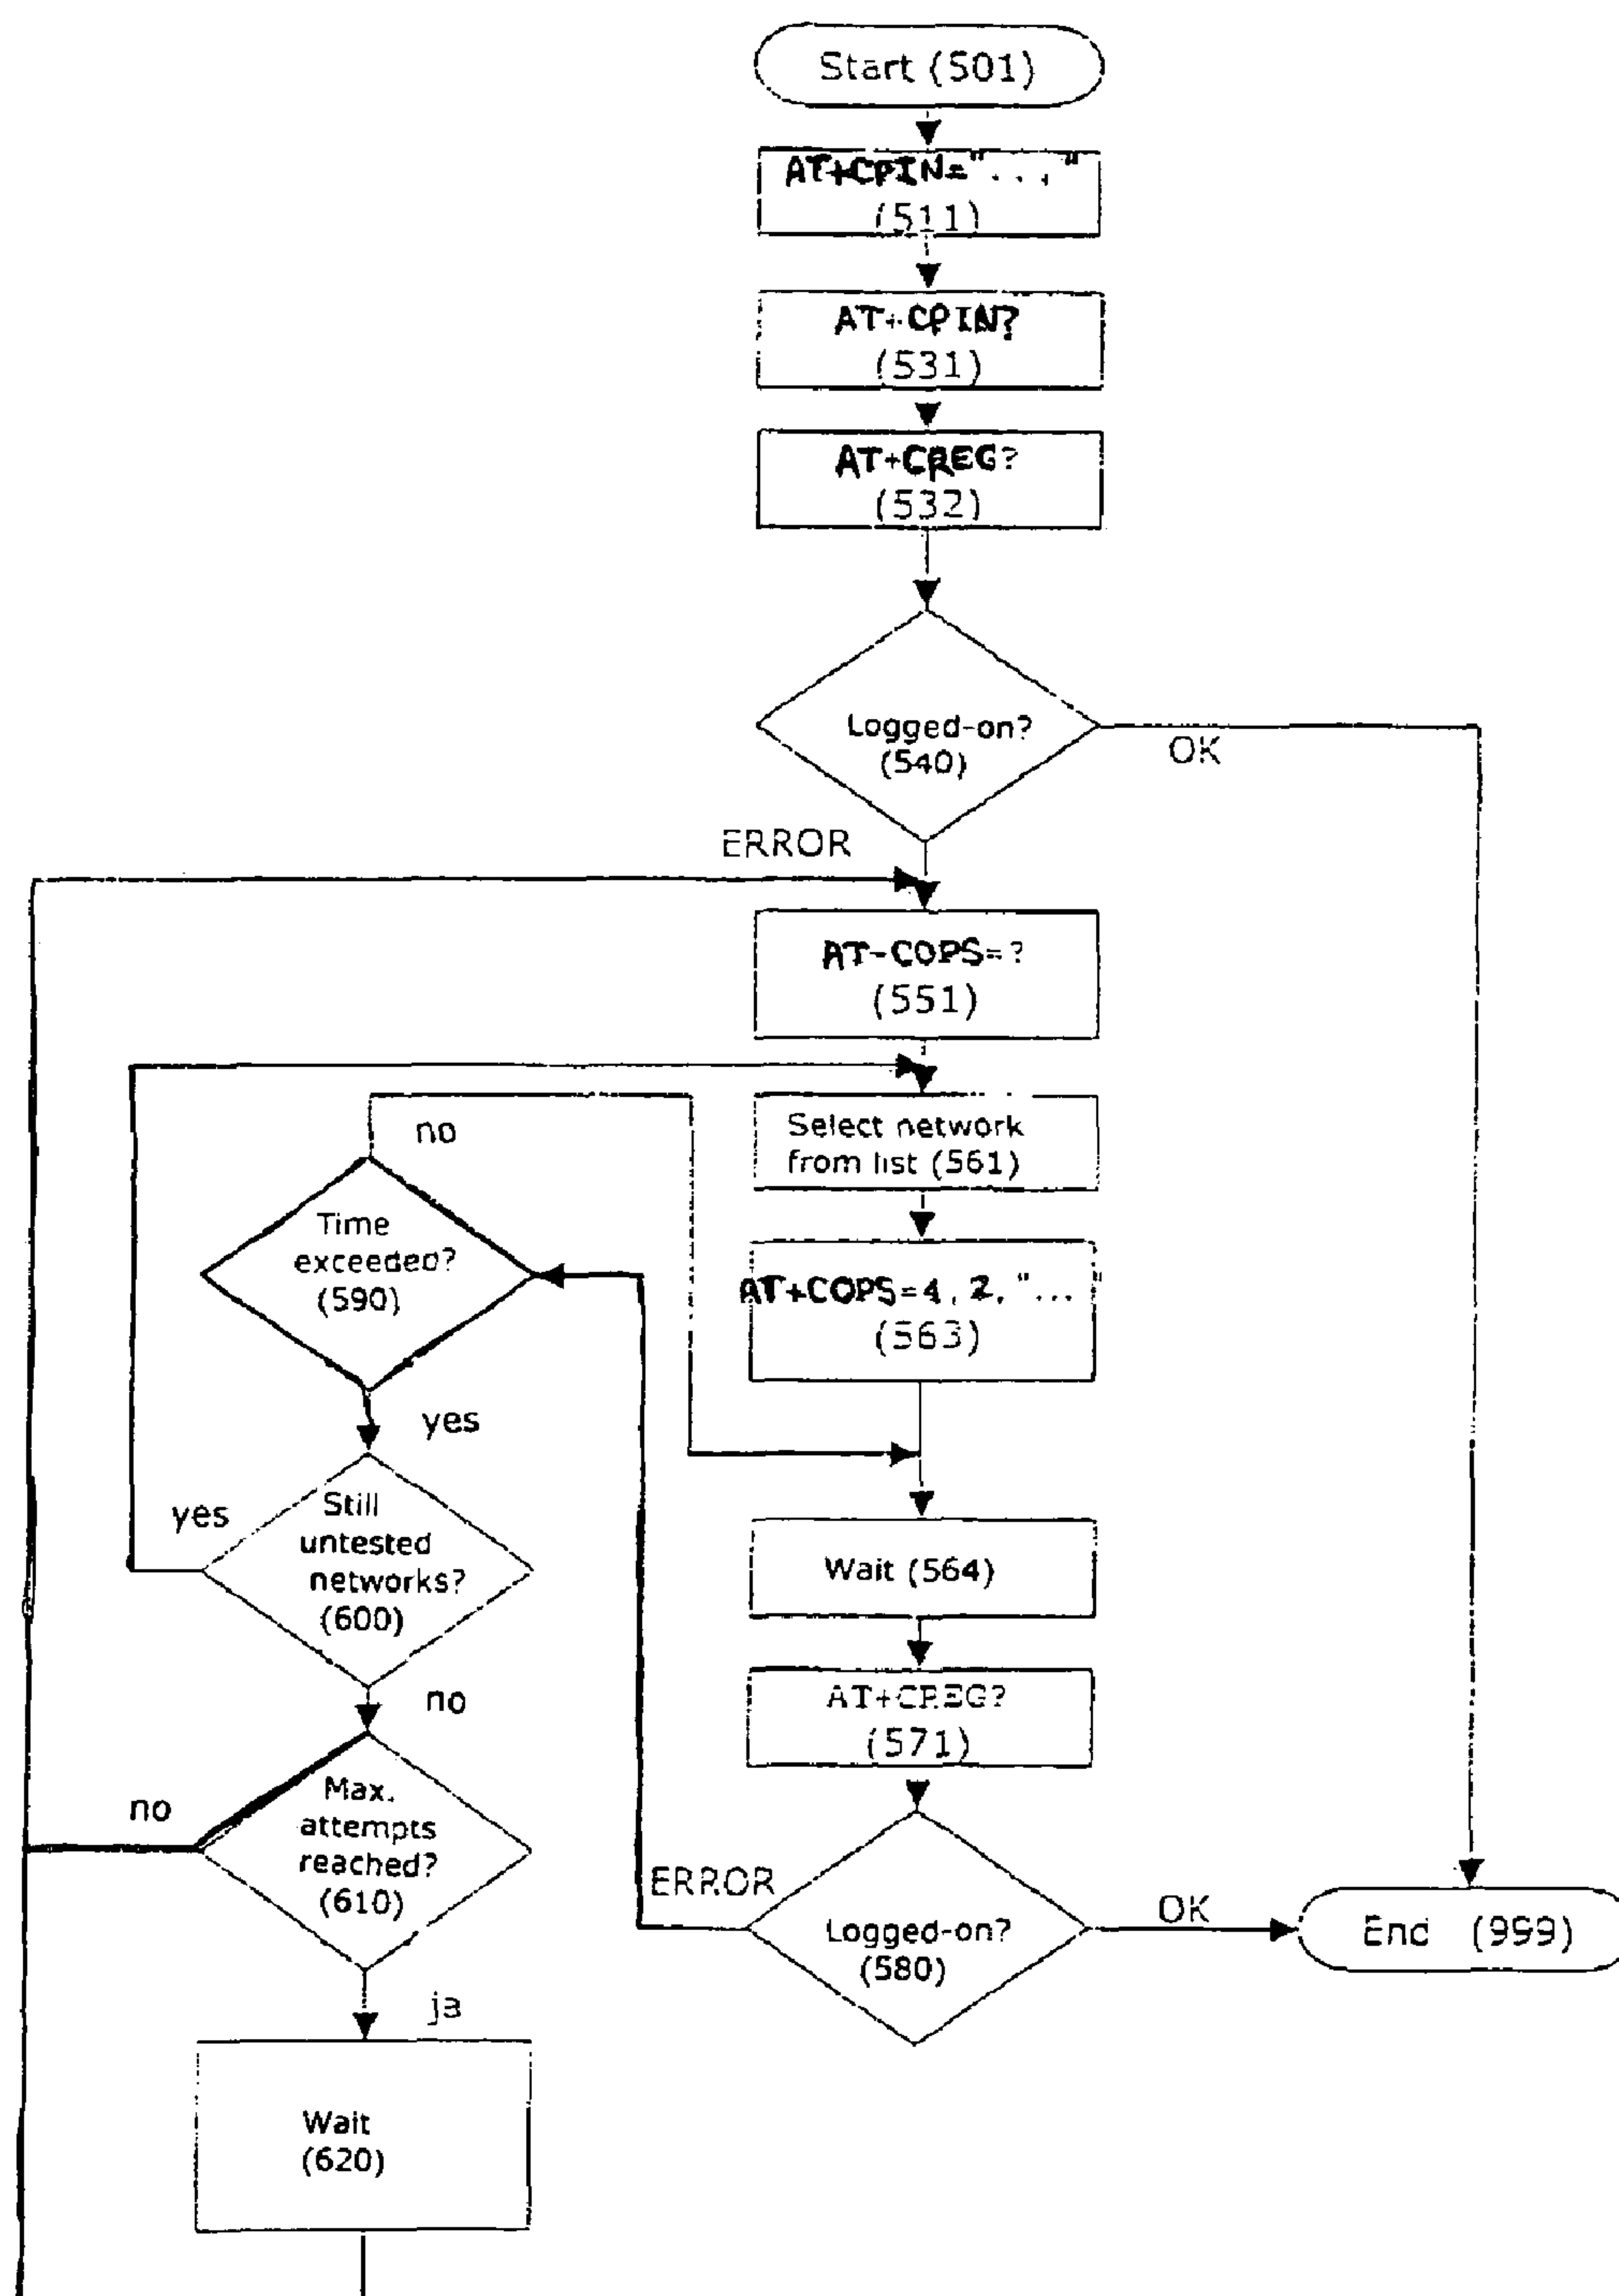 Start (501)
AT+CPIN="...."
(511)
AT+CPIN?
(531)
AT+CREG?
(532)
Logged-on?
(540)
OK
ERROR
AT-COPS=?
(551)
Select network
from list (561)
no
Time
exceeded?
(590)
AT+COPS=4, 2, "..."
(563)
yes
yes
Still
untested
networks?
(600)
Wait (564)
no
AT+CREG?
(571)
no
Max.
attempts
reached?
(610)
ERROR
Logged-on?
(580)
OK
End (999)
ja
Wait
(620)